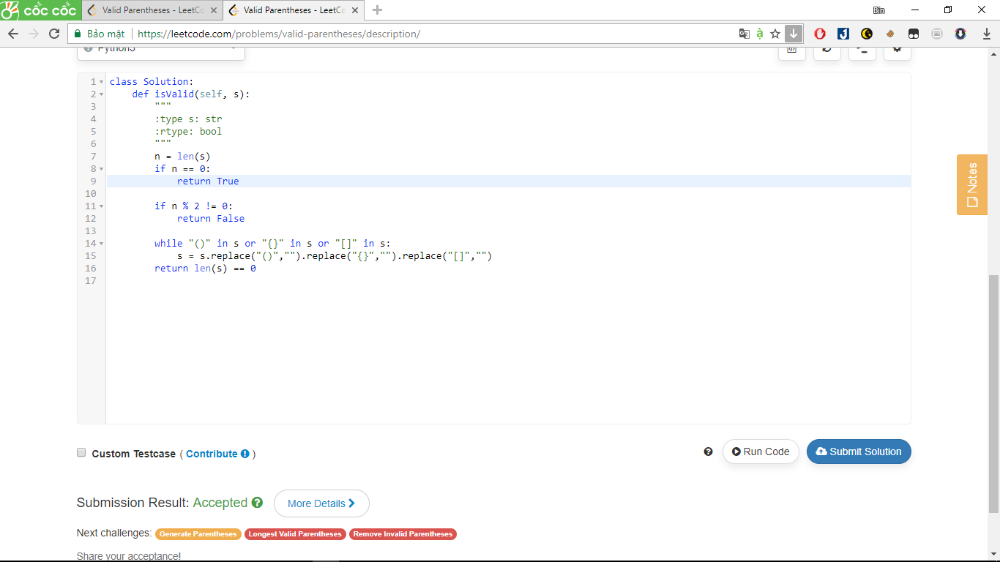 cốc cốc
Valid Parentheses - LeetCo
Valid Parentheses - LeetCo
Bin
Bảo mật
https://leetcode.com/problems/valid-parentheses/description/
Python3
1 class Solution:
2     def isValid(self, s):
3         """
4         :type s: str
5         :rtype: bool
6         """
7         n = len(s)
8         if n == 0:
9             return True
10
11         if n % 2 != 0:
12             return False
13
14         while "()" in s or "{}" in s or "[]" in s:
15             s = s.replace("()","").replace("{}","").replace("[]","")
16         return len(s) == 0
17
Notes
Custom Testcase ( Contribute )
Run Code
Submit Solution
Submission Result: Accepted
More Details
Next challenges: Generate Parentheses Longest Valid Parentheses Remove Invalid Parentheses
Share your acceptance!